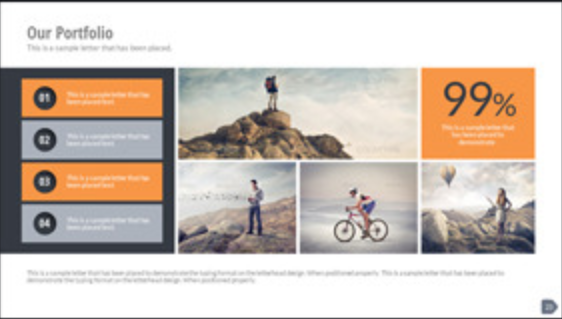 Our Portfolio
This is a sample letter that has been placed.
01
This is a sample letter that has
been placed text.
02
This is a sample letter that has
been placed text.
03
This is a sample letter that has
been placed text.
04
This is a sample letter that has
been placed text.
99%
This is a sample letter that
has been placed to
demonstrate
This is a sample letter that has been placed to demonstrate the typing format on the letterhead design. When positioned properly. This is a sample letter that has been placed to
demonstrate the typing format on the letterhead design. When positioned properly.